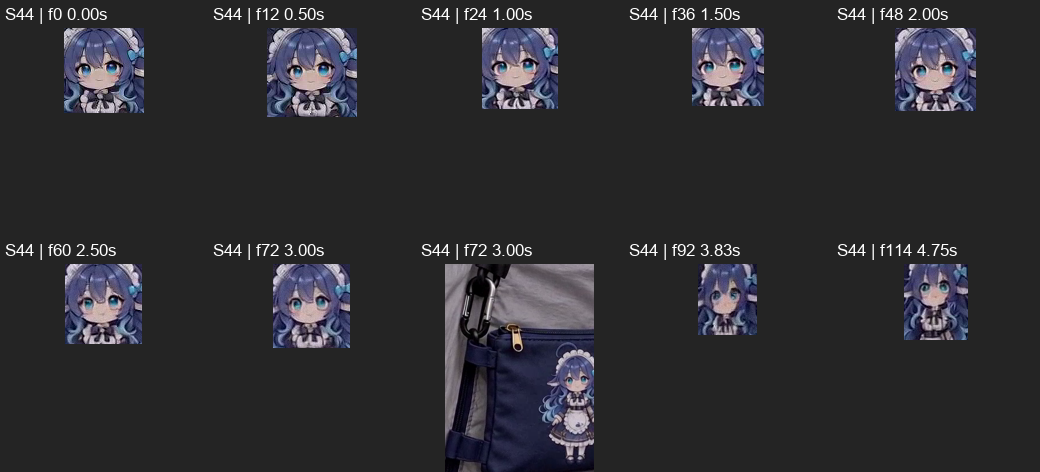 S44 | f0 0.00s
S44 | f12 0.50s
S44 | f24 1.00s
S44 | f36 1.50s
S44 | f48 2.00s
S44 | f60 2.50s
S44 | f72 3.00s
S44 | f72 3.00s
S44 | f92 3.83s
S44 | f114 4.75s